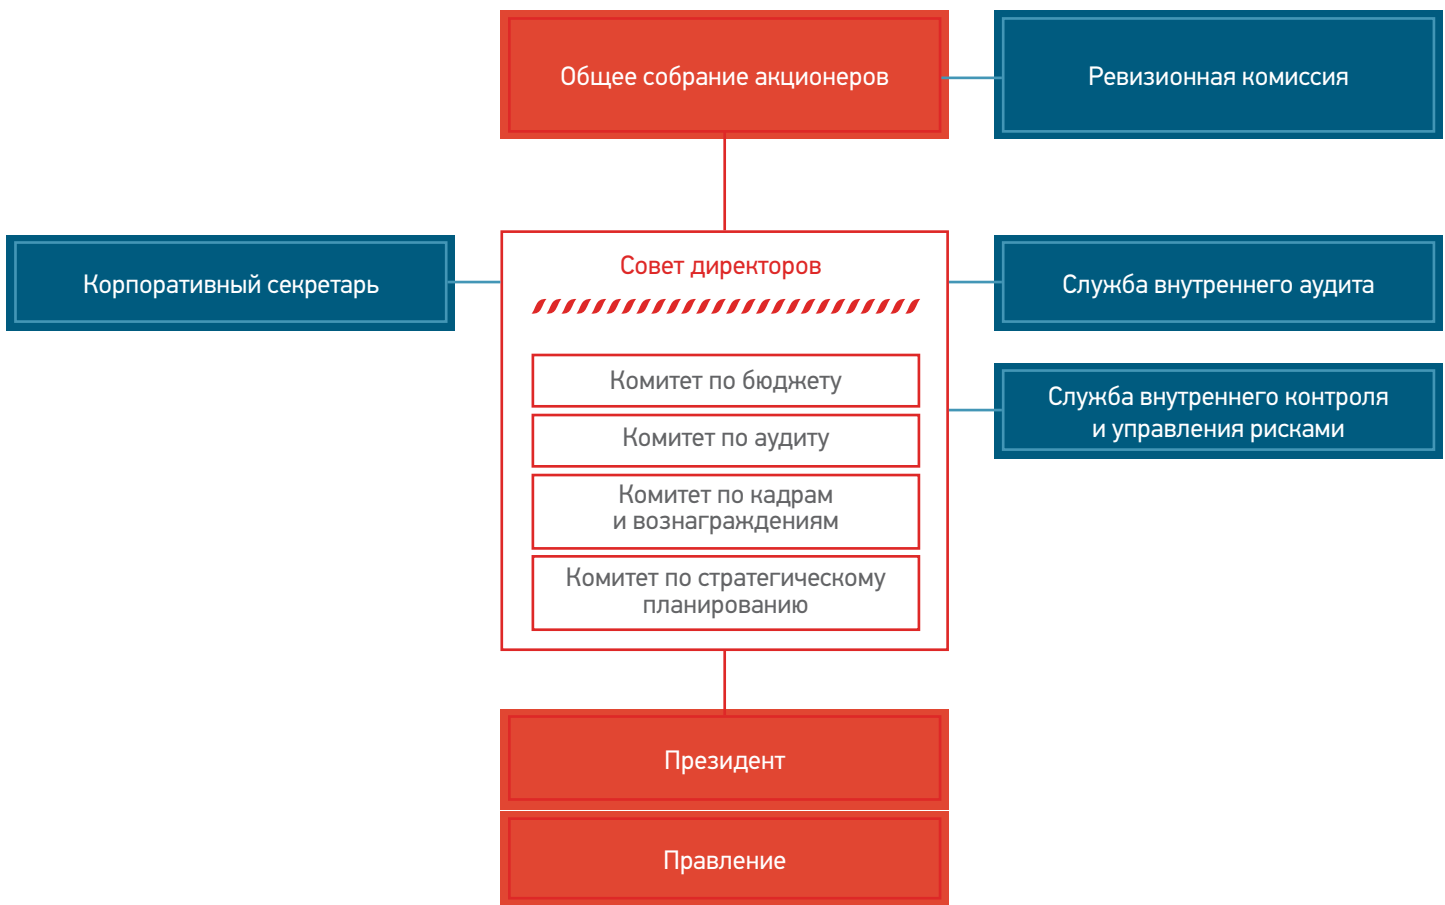 Общее собрание акционеров
Ревизионная комиссия
Корпоративный секретарь
Совет директоров
Служба внутреннего аудита
Комитет по бюджету
Комитет по аудиту
Комитет по кадрам
и вознаграждениям
Комитет по стратегическому
планированию
Служба внутреннего контроля
и управления рисками
Президент
Правление